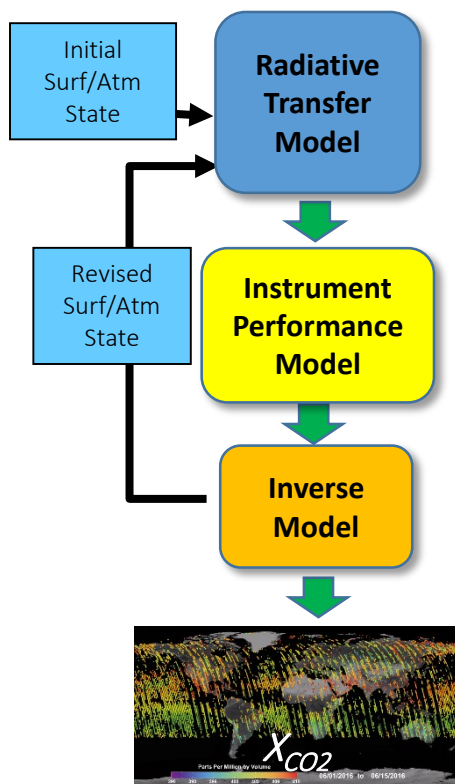 Initial
Surf/Atm
State
Radiative
Transfer
Model
Revised
Surf/Atm
State
Instrument
Performance
Model
Inverse
Model
X_CO2
Parts Per Million by Volume
06/01/2016 to 06/15/2016